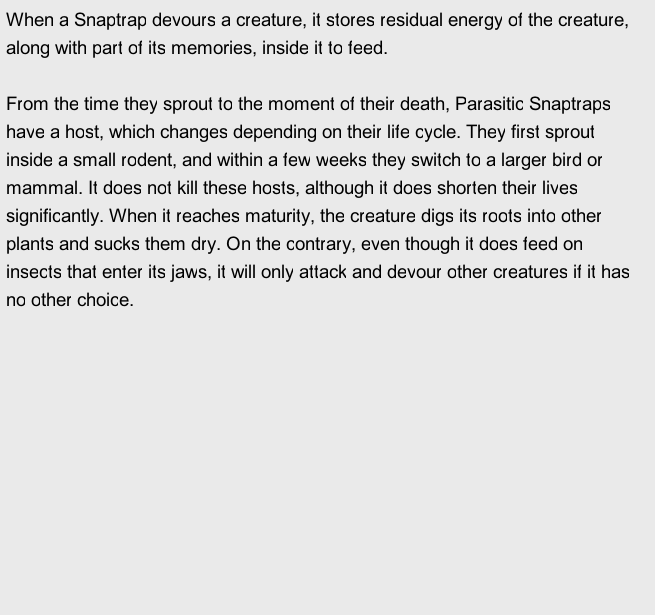 When a Snaptrap devours a creature, it stores residual energy of the creature,
along with part of its memories, inside it to feed.
From the time they sprout to the moment of their death, Parasitic Snaptraps
have a host, which changes depending on their life cycle. They first sprout
inside a small rodent, and within a few weeks they switch to a larger bird or
mammal. It does not kill these hosts, although it does shorten their lives
significantly. When it reaches maturity, the creature digs its roots into other
plants and sucks them dry. On the contrary, even though it does feed on
insects that enter its jaws, it will only attack and devour other creatures if it has
no other choice.